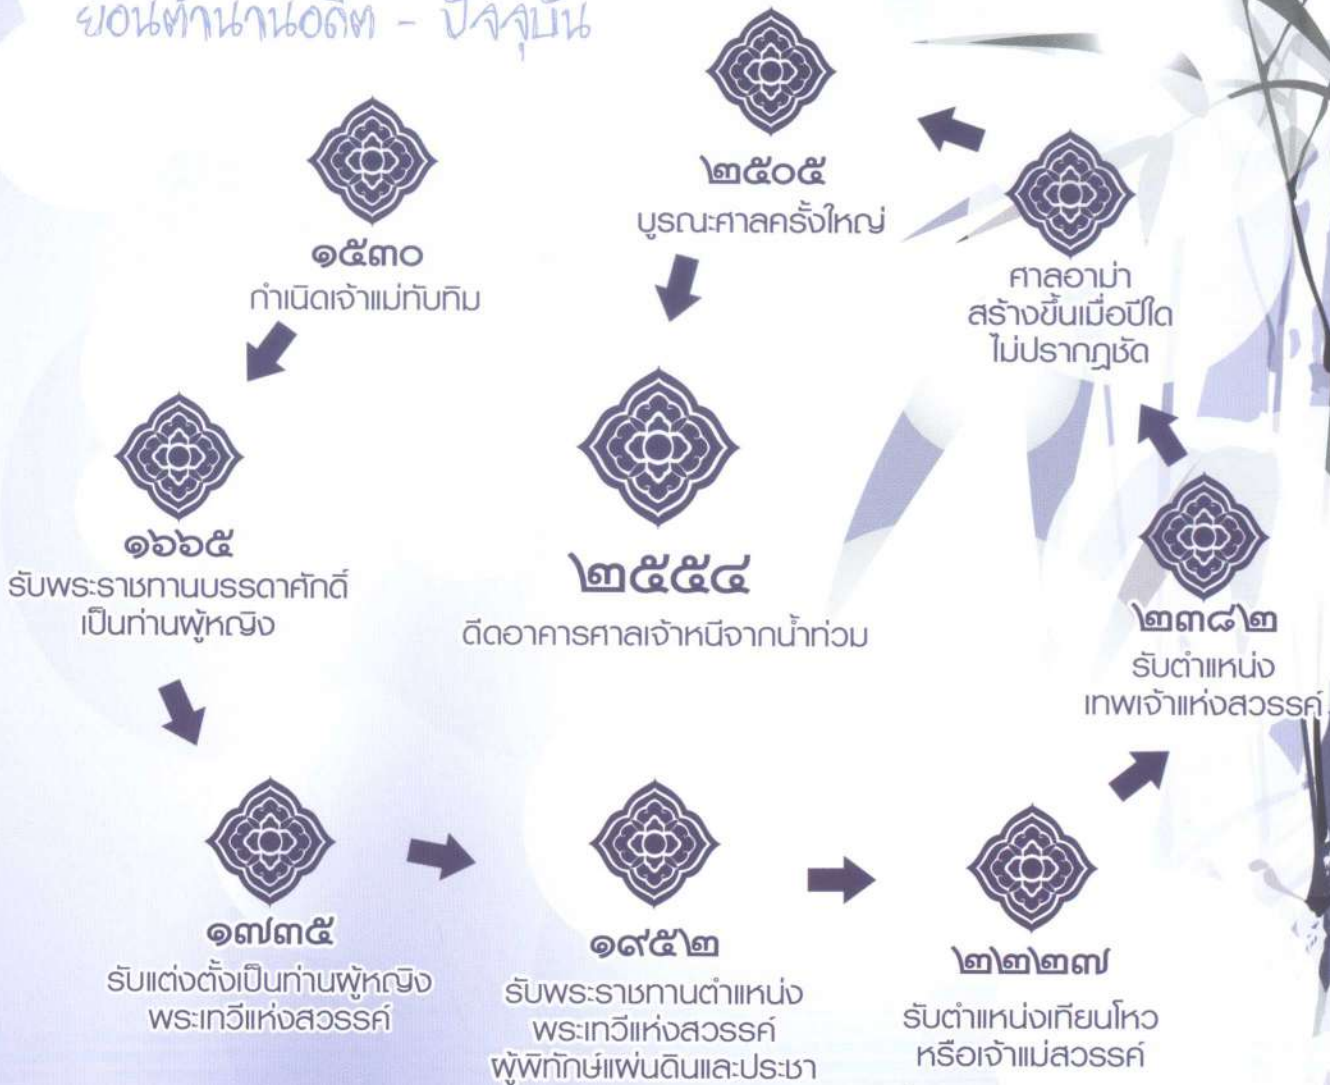 ย้อนตำนานอดีต - ปัจจุบัน
๑๕๓๐
กำเนิดเจ้าแม่ทับทิม
๑๖๖๕
รับพระราชทานบรรดาศักดิ์
เป็นท่านผู้หญิง
๑๗๓๕
รับแต่งตั้งเป็นท่านผู้หญิง
พระเทวีแห่งสวรรค์
๑๙๕๒
รับพระราชทานตำแหน่ง
พระเทวีแห่งสวรรค์
ผู้พิทักษ์แผ่นดินและประชา
๒๒๒๗
รับตำแหน่งเทียนโหว
หรือเจ้าแม่สวรรค์
๒๓๘๒
รับตำแหน่ง
เทพเจ้าแห่งสวรรค์
ศาลอาม่า
สร้างขึ้นเมื่อปีใด
ไม่ปรากฏชัด
๒๕๐๕
บูรณะศาลครั้งใหญ่
๒๕๕๔
ดีดอาคารศาลเจ้าหนีจากน้ำท่วม